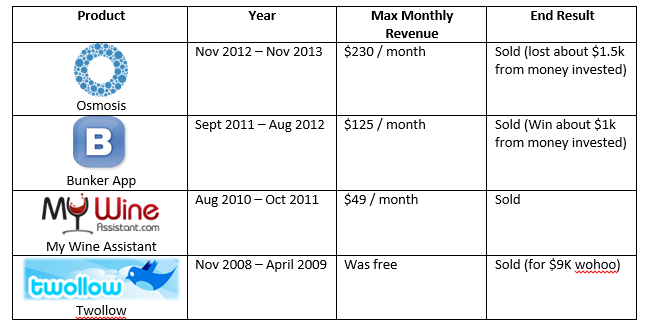 Product Year Max Monthly Revenue End Result
Osmosis Nov 2012 – Nov 2013 $230 / month Sold (lost about $1.5k from money invested)
B
Bunker App Sept 2011 – Aug 2012 $125 / month Sold (Win about $1k from money invested)
My Wine Assistant.com
My Wine Assistant Aug 2010 – Oct 2011 $49 / month Sold
twollow
Twollow Nov 2008 – April 2009 Was free Sold (for $9K wohoo)